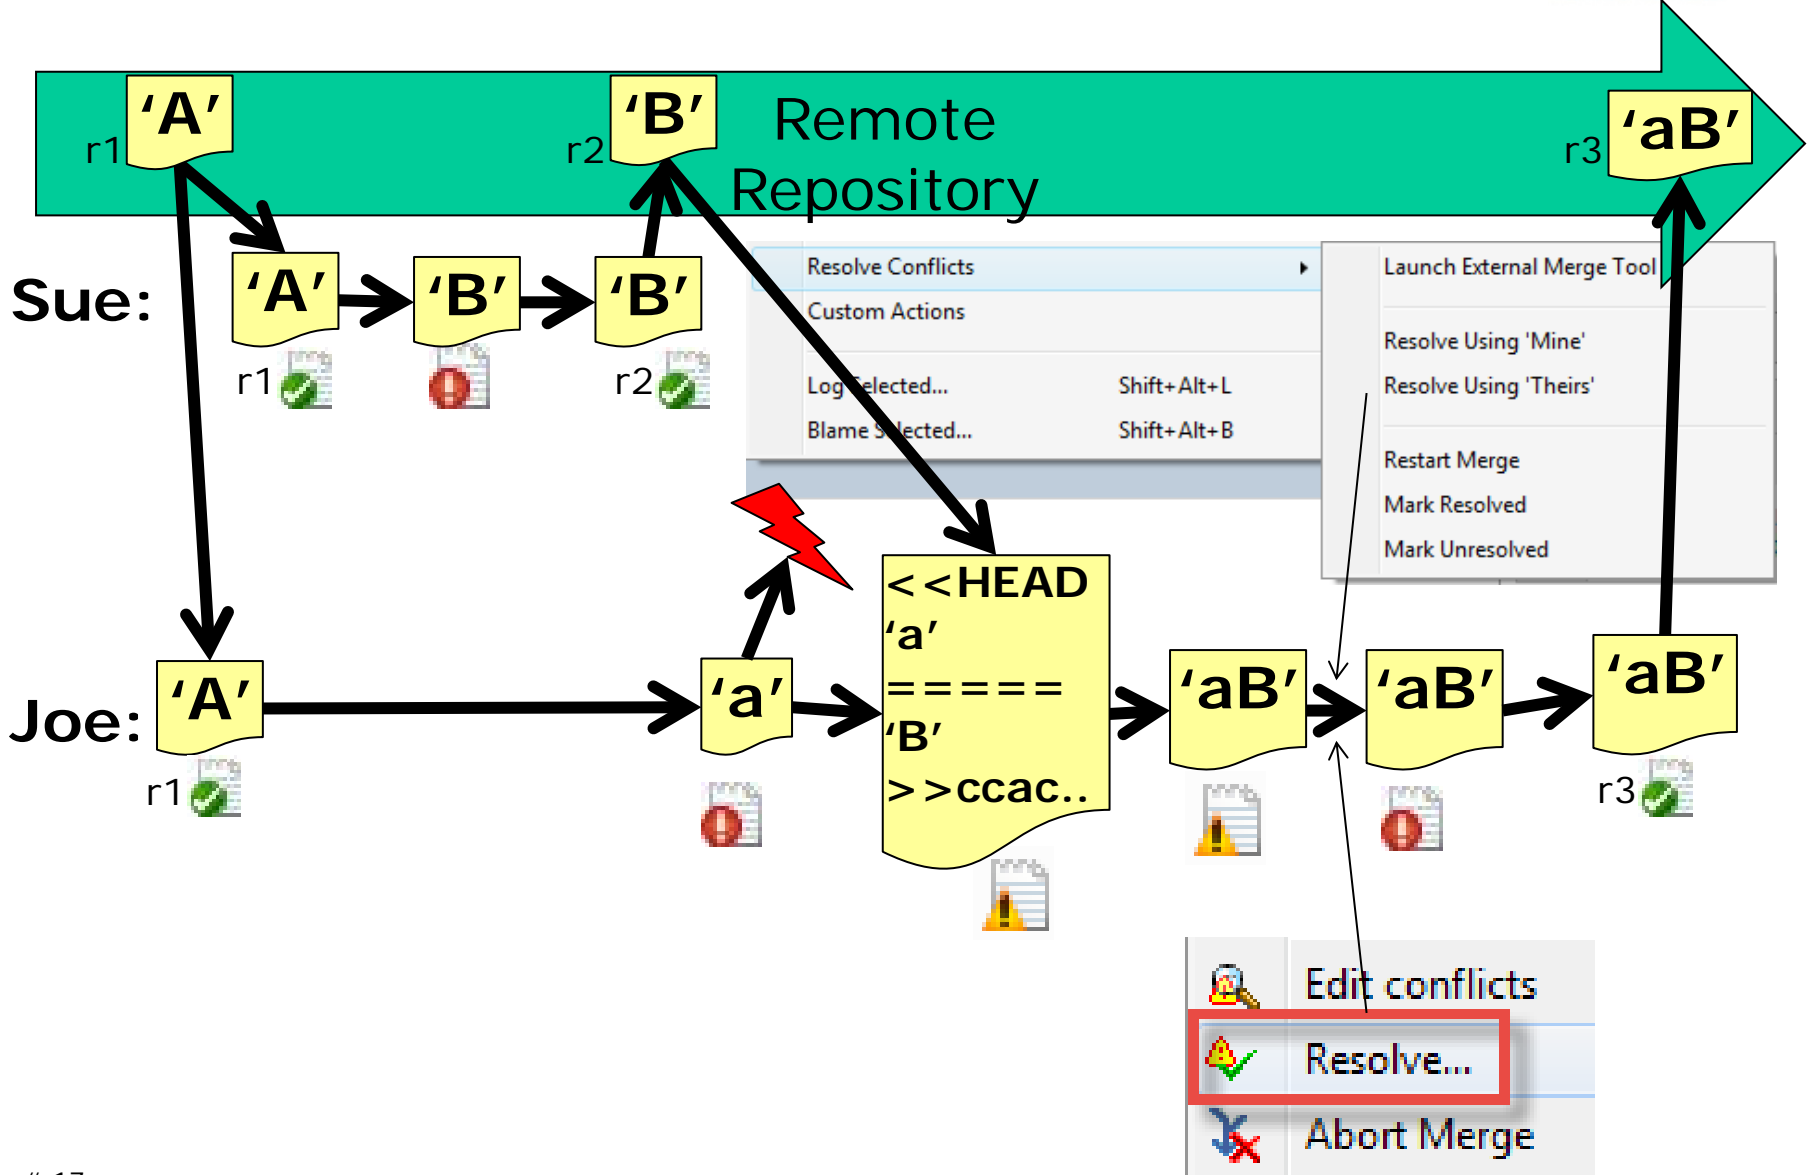 ‘A’
r1
‘B’
r2
Remote
Repository
‘aB’
r3
Sue:
‘A’
‘B’
‘B’
r1
r2
Resolve Conflicts
Custom Actions
Log Selected... Shift+Alt+L
Blame Selected... Shift+Alt+B
Launch External Merge Tool
Resolve Using 'Mine'
Resolve Using 'Theirs'
Restart Merge
Mark Resolved
Mark Unresolved
Joe:
‘A’
r1
‘a’
<<HEAD
‘a’
=====
‘B’
>>ccac..
‘aB’
‘aB’
‘aB’
r3
Edit conflicts
Resolve...
Abort Merge